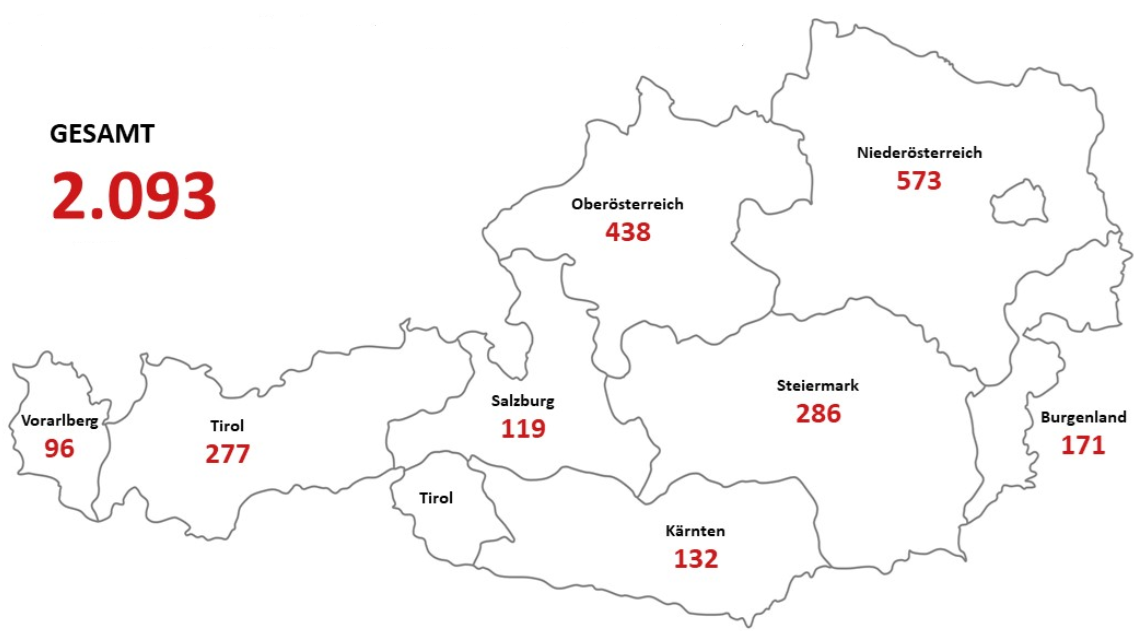 GESAMT
2.093
Niederösterreich
573
Oberösterreich
438
Steiermark
286
Salzburg
119
Burgenland
171
Vorarlberg
96
Tirol
277
Tirol
Kärnten
132